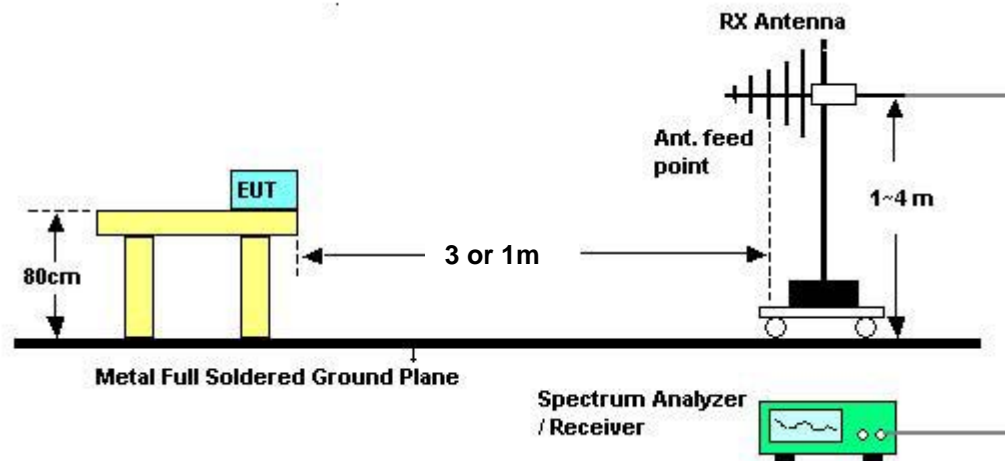 RX Antenna
Ant. feed
point
EUT
1~4 m
3 or 1m
80cm
Metal Full Soldered Ground Plane
Spectrum Analyzer
/ Receiver